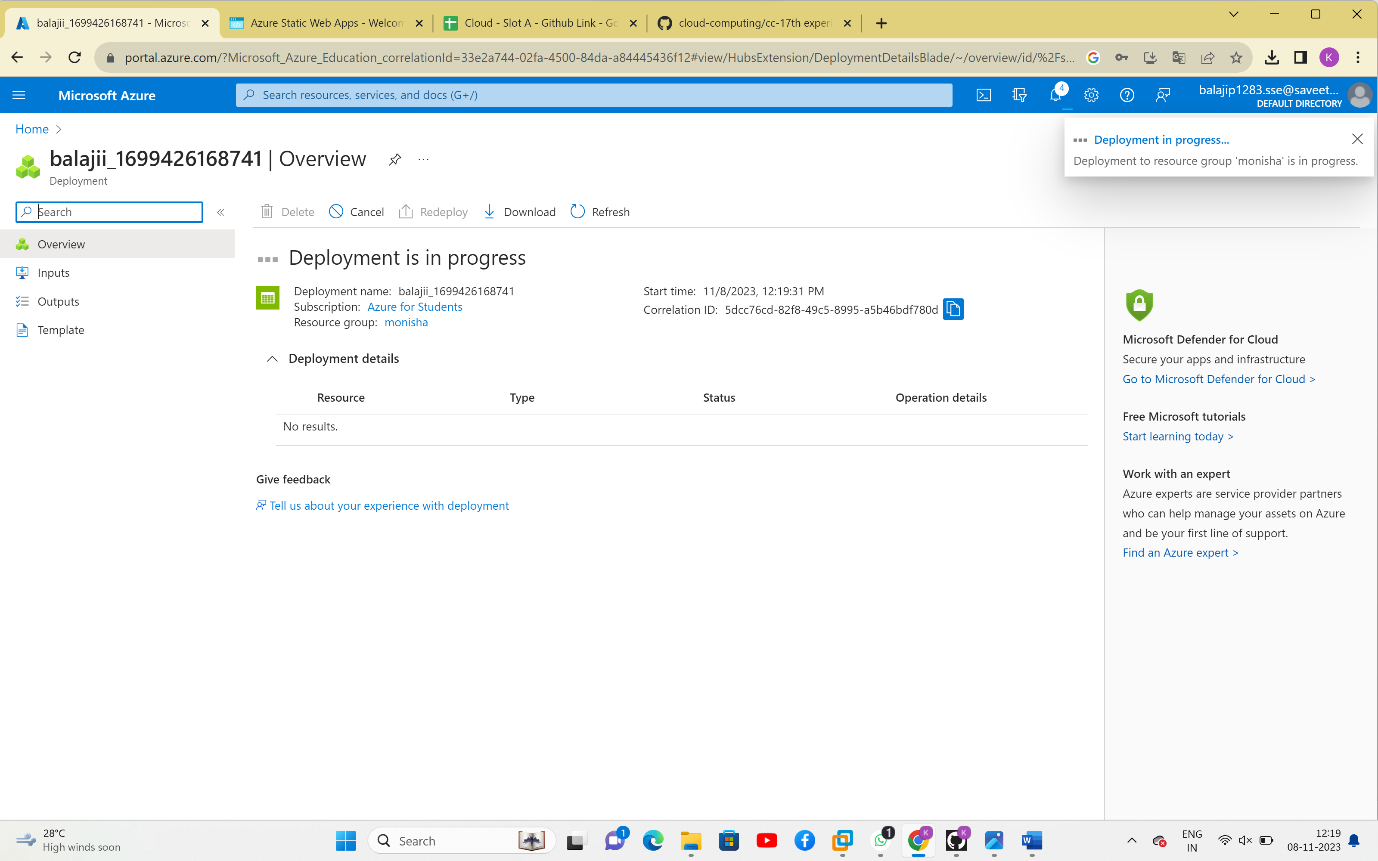 balajii_1699426168741 - Micros
Azure Static Web Apps - Welcon
Cloud - Slot A - Github Link - Go
cloud-computing/cc-17th experi
portal.azure.com/?Microsoft_Azure_Education_correlationId=33e2a744-02fa-4500-84da-a84445436f12#view/HubsExtension/DeploymentDetailsBlade/~/overview/id/%2Fs...
K
Microsoft Azure
Search resources, services, and docs (G+/)
4
balajip1283.sse@saveet...
DEFAULT DIRECTORY
Home
Deployment in progress...
Deployment to resource group 'monisha' is in progress.
balajii_1699426168741 | Overview
Deployment
Search
Delete
Cancel
Redeploy
Download
Refresh
Overview
Inputs
Outputs
Template
Deployment is in progress
Deployment name: balajii_1699426168741
Subscription: Azure for Students
Resource group: monisha
Start time: 11/8/2023, 12:19:31 PM
Correlation ID: 5dcc76cd-82f8-49c5-8995-a5b46bdf780d
Deployment details
Resource Type Status Operation details
No results.
Give feedback
Tell us about your experience with deployment
Microsoft Defender for Cloud
Secure your apps and infrastructure
Go to Microsoft Defender for Cloud >
Free Microsoft tutorials
Start learning today >
Work with an expert
Azure experts are service provider partners
who can help manage your assets on Azure
and be your first line of support.
Find an Azure expert >
28°C
High winds soon
Search
1
1
K
K
ENG
IN
12:19
08-11-2023